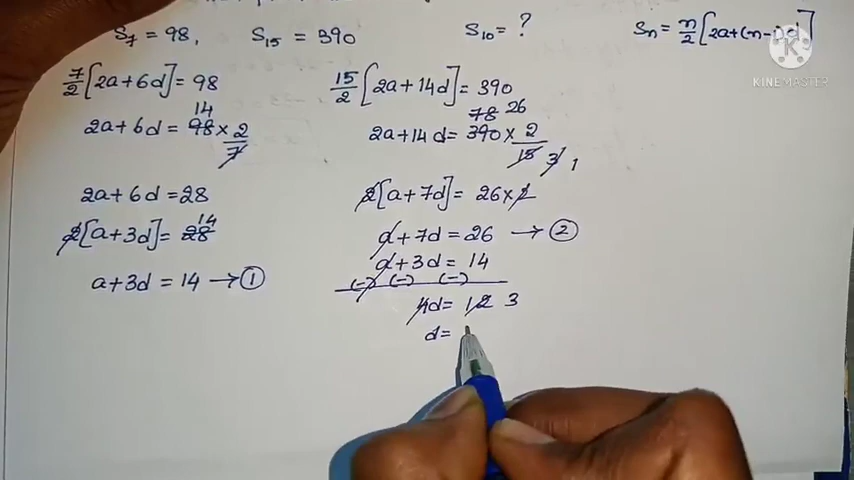 S₇ = 98, S₁₅ = 390 S₁₀ = ? Sn = n/2 [2a+(n-1)d]
KINEMASTER
7/2 [2a+6d] = 98
14
2a+6d = 98 × 2/7
2a+6d = 28
14
2[a+3d] = 28
a+3d = 14 → ①
15/2 [2a+14d] = 390
78 26
2a+14d = 390 × 2/15 3 1
2[a+7d] = 26×2
a+7d = 26 → ②
a+3d = 14
(-) (-) (-)
4d = 12 3
d =